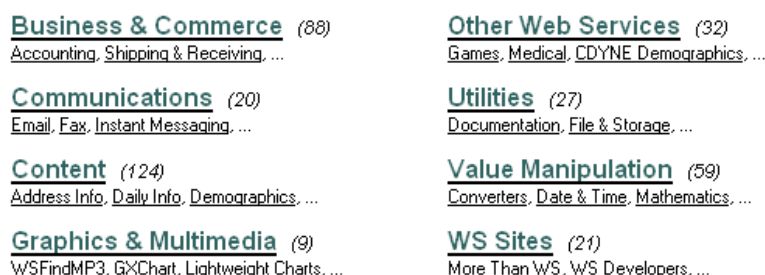 Business & Commerce (88)
Accounting, Shipping & Receiving, ...
Communications (20)
Email, Fax, Instant Messaging, ...
Content (124)
Address Info, Daily Info, Demographics, ...
Graphics & Multimedia (9)
WSFindMP3, GXChart, Lightweight Charts, ...
Other Web Services (32)
Games, Medical, CDYNE Demographics, ...
Utilities (27)
Documentation, File & Storage, ...
Value Manipulation (59)
Converters, Date & Time, Mathematics, ...
WS Sites (21)
More Than WS, WS Developers, ...